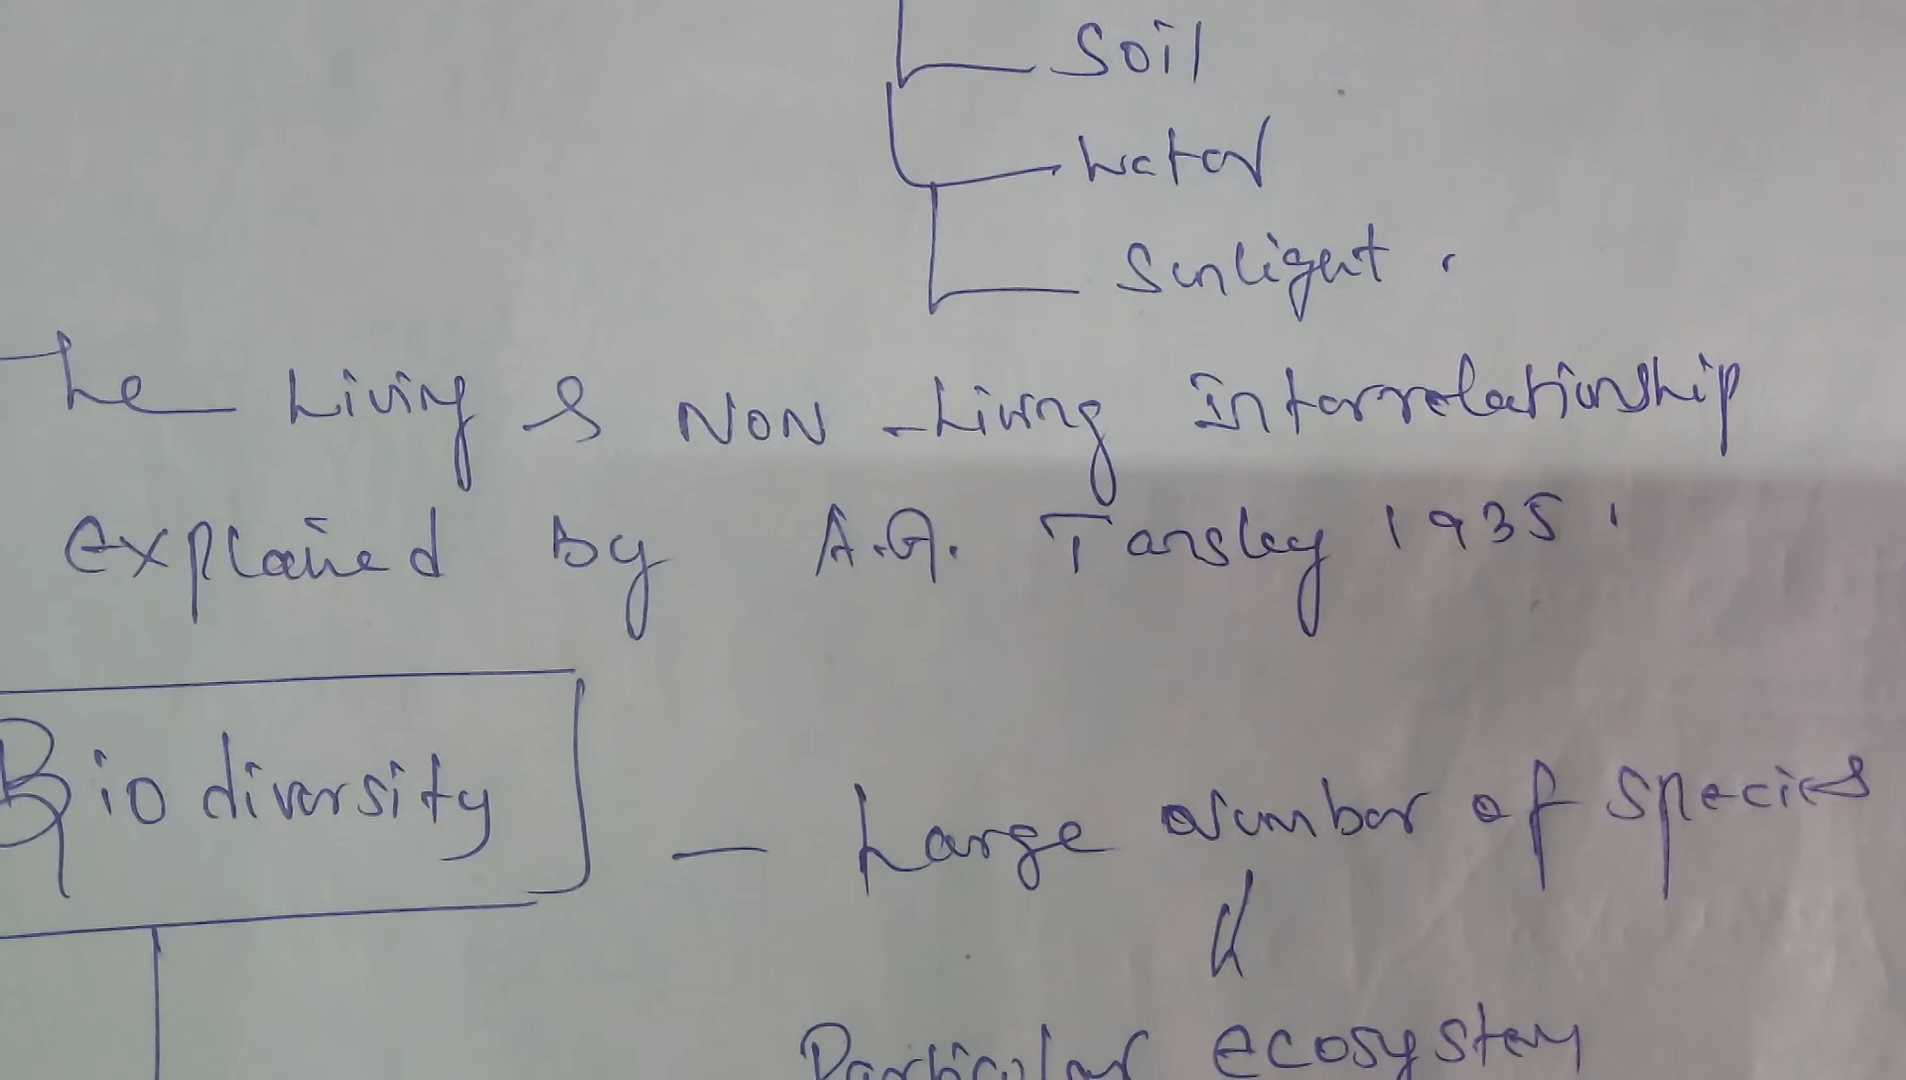 Soil
Water
Sunlight.
The Living & NON-Living Interrelationship
explained by A.G. Tansley 1935.
Biodiversity - Large Number of Species
Particular ecosystem